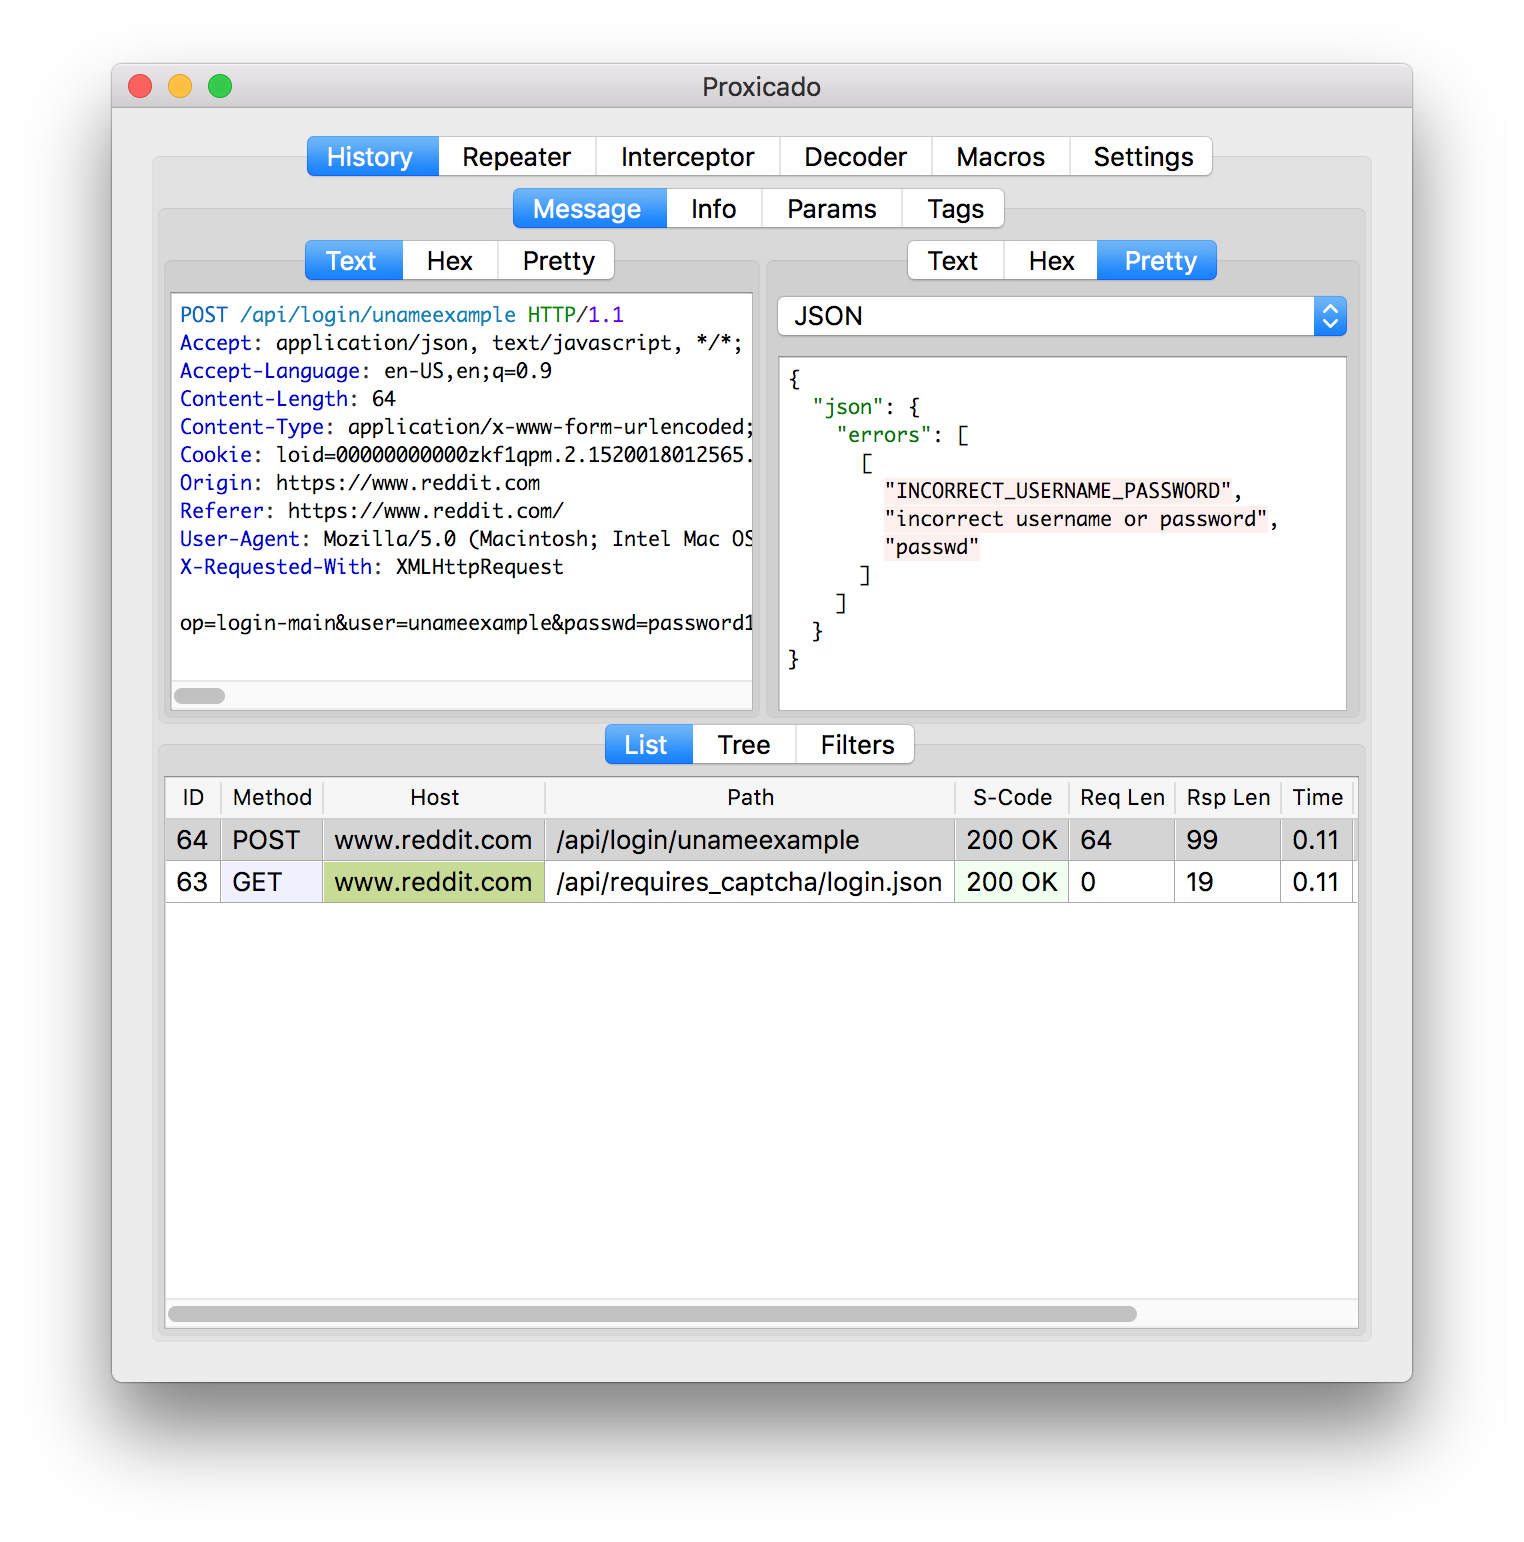 Proxicado
History Repeater Interceptor Decoder Macros Settings
Message Info Params Tags
Text Hex Pretty
POST /api/login/unameexample HTTP/1.1
Accept: application/json, text/javascript, */*;
Accept-Language: en-US,en;q=0.9
Content-Length: 64
Content-Type: application/x-www-form-urlencoded;
Cookie: loid=00000000000zkf1qpm.2.1520018012565.
Origin: https://www.reddit.com
Referer: https://www.reddit.com/
User-Agent: Mozilla/5.0 (Macintosh; Intel Mac OS
X-Requested-With: XMLHttpRequest
op=login-main&user=unameexample&passwd=password1
Text Hex Pretty
JSON
{
"json": {
"errors": [
[
"INCORRECT_USERNAME_PASSWORD",
"incorrect username or password",
"passwd"
]
]
}
}
List Tree Filters
ID Method Host Path S-Code Req Len Rsp Len Time
64 POST www.reddit.com /api/login/unameexample 200 OK 64 99 0.11
63 GET www.reddit.com /api/requires_captcha/login.json 200 OK 0 19 0.11